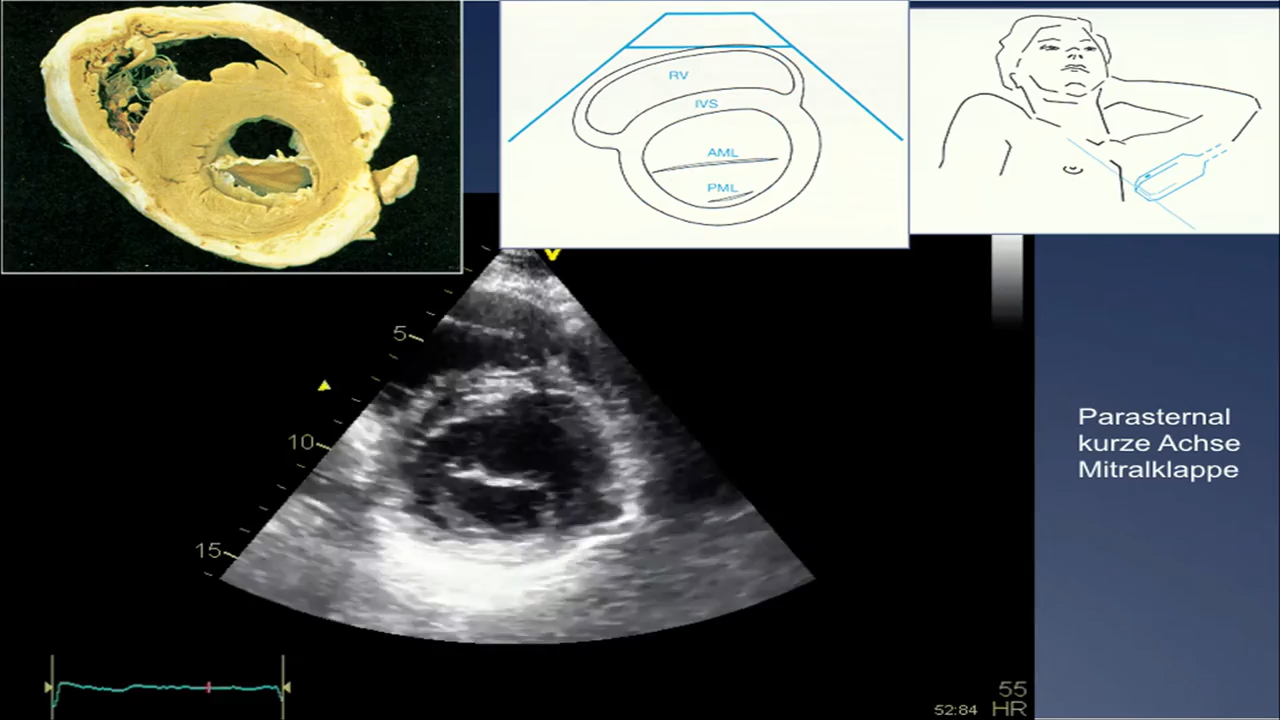 RV
IVS
AML
PML
5
10
15
Parasternal
kurze Achse
Mitralklappe
55
52:84 HR